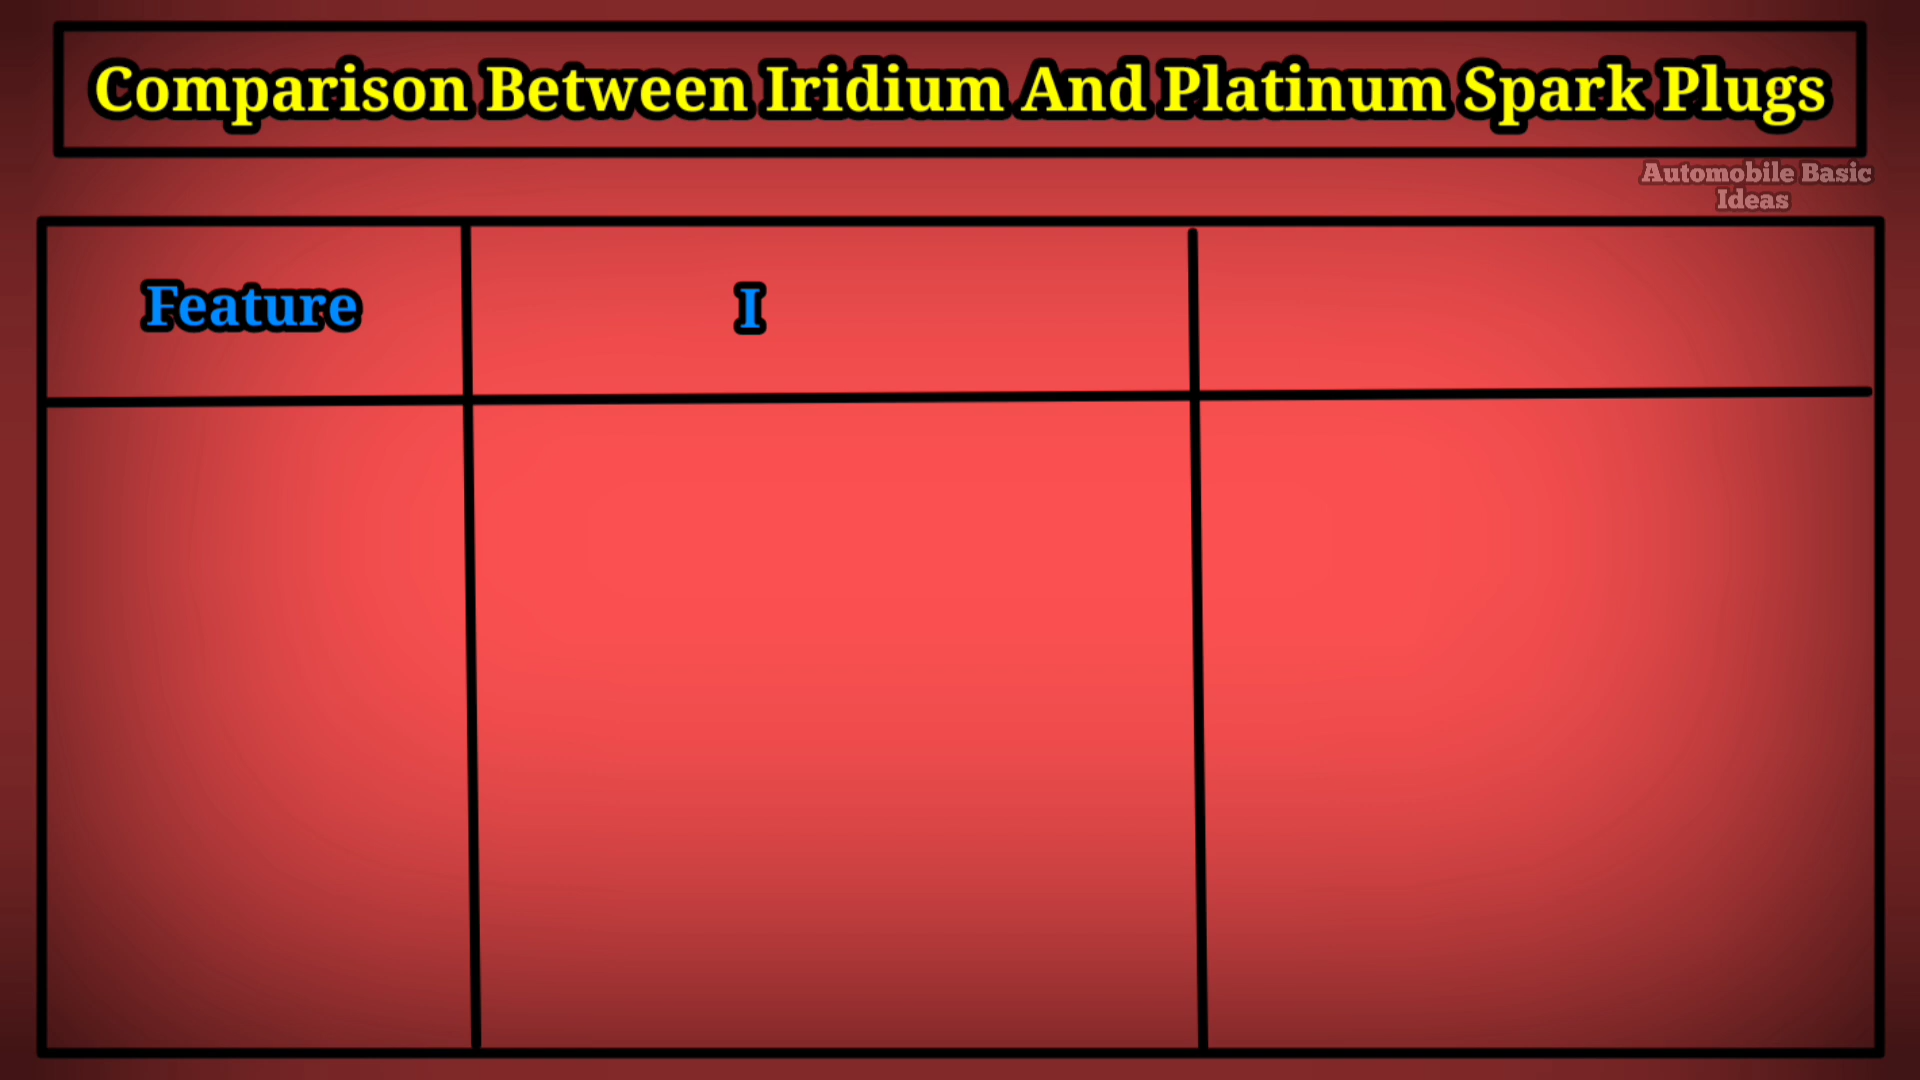 Comparison Between Iridium And Platinum Spark Plugs
Automobile Basic
Ideas
Feature
I